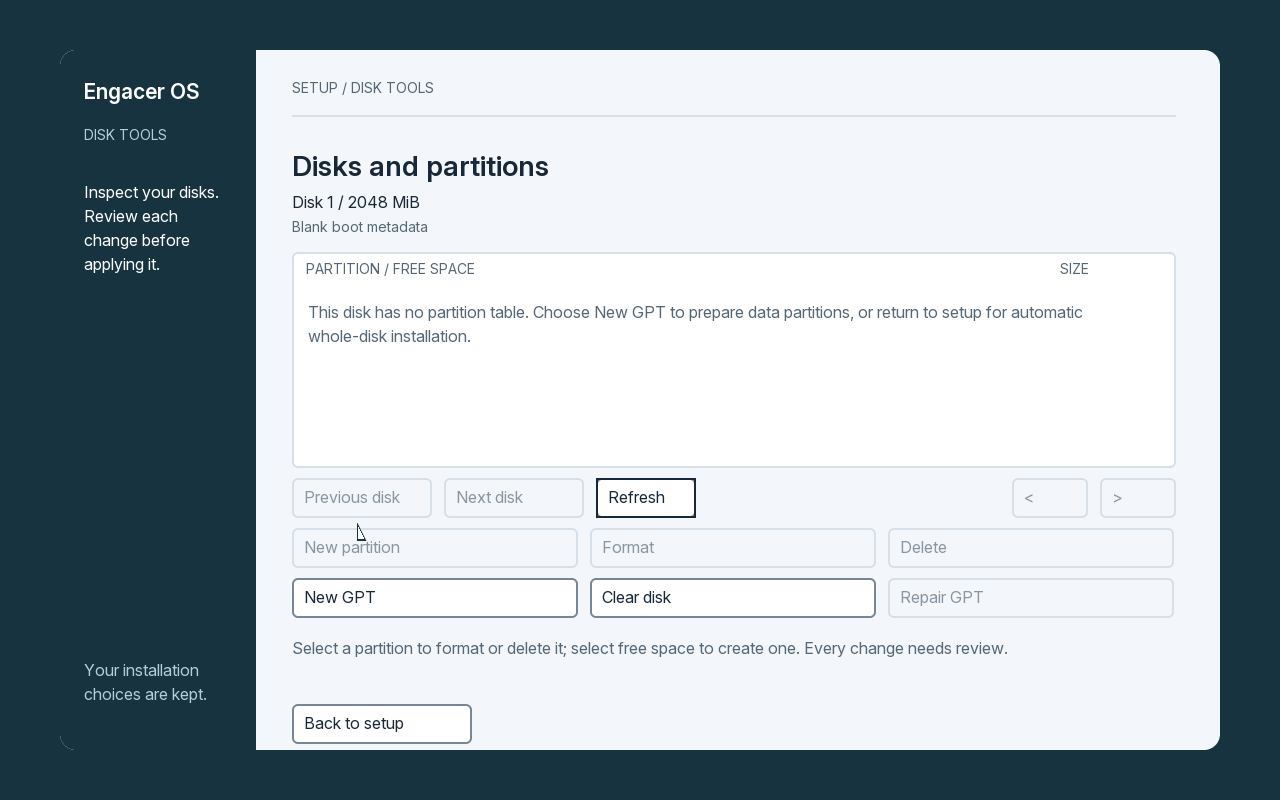 Engacer OS
DISK TOOLS
Inspect your disks.
Review each
change before
applying it.
Your installation
choices are kept.
SETUP / DISK TOOLS
Disks and partitions
Disk 1 / 2048 MiB
Blank boot metadata
PARTITION / FREE SPACE SIZE
This disk has no partition table. Choose New GPT to prepare data partitions, or return to setup for automatic
whole-disk installation.
Previous disk Next disk Refresh < >
New partition Format Delete
New GPT Clear disk Repair GPT
Select a partition to format or delete it; select free space to create one. Every change needs review.
Back to setup